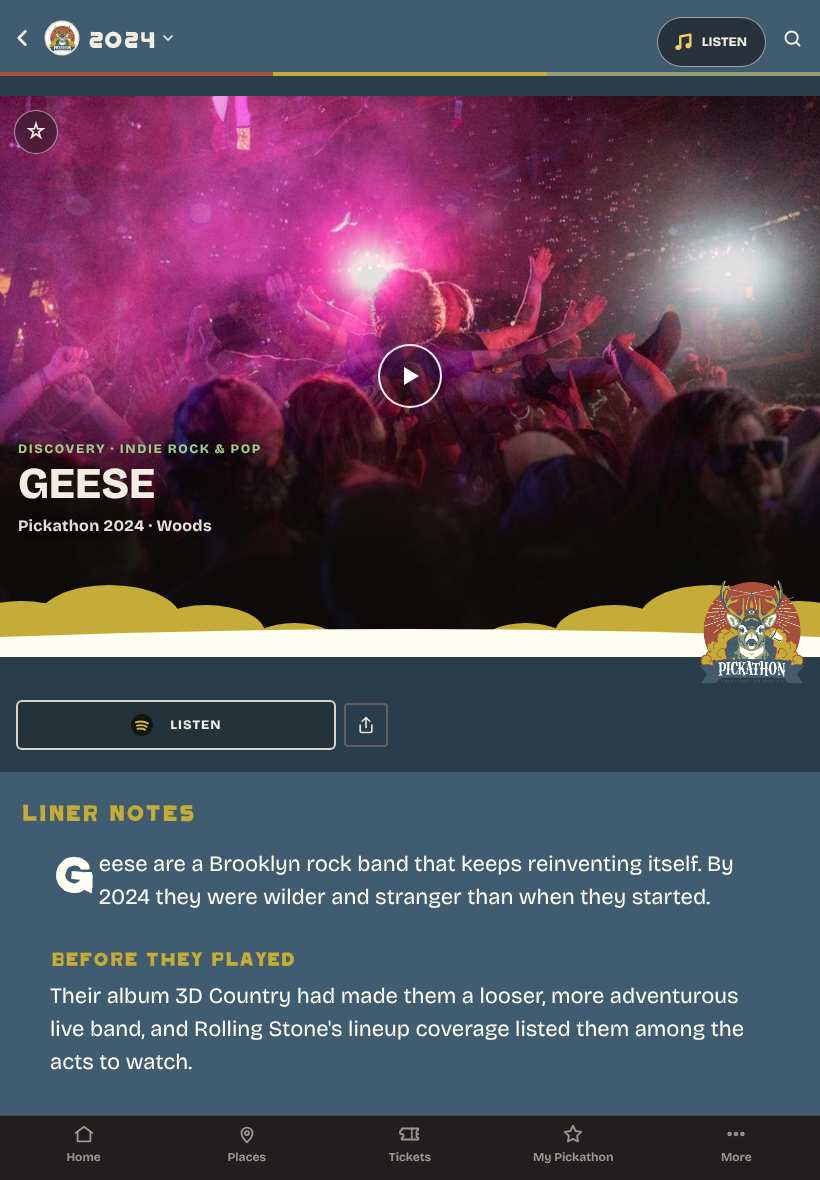 2024
LISTEN
DISCOVERY · INDIE ROCK & POP
GEESE
Pickathon 2024 · Woods
PICKATHON
LISTEN
LINER NOTES
Geese are a Brooklyn rock band that keeps reinventing itself. By
2024 they were wilder and stranger than when they started.
BEFORE THEY PLAYED
Their album 3D Country had made them a looser, more adventurous
live band, and Rolling Stone's lineup coverage listed them among the
acts to watch.
Home
Places
Tickets
My Pickathon
More